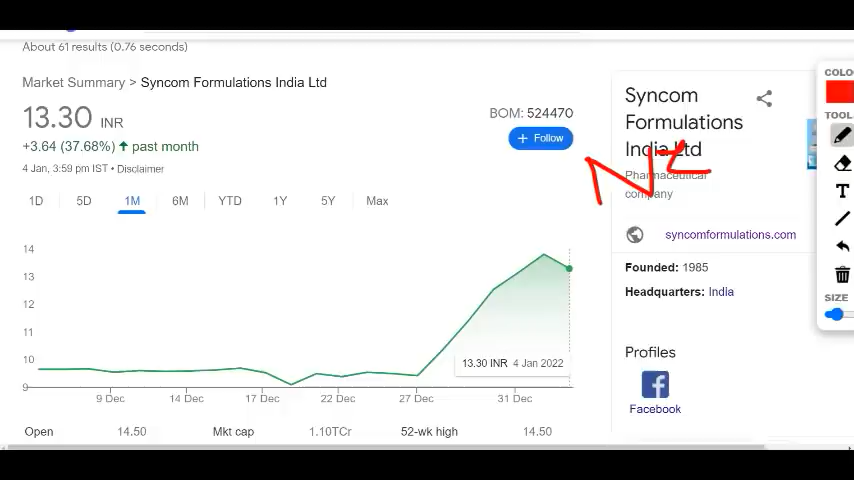 About 61 results (0.76 seconds)
Market Summary > Syncom Formulations India Ltd
13.30 INR
+3.64 (37.68%) past month
4 Jan, 3:59 pm IST • Disclaimer
BOM: 524470
+ Follow
1D 5D 1M 6M YTD 1Y 5Y Max
14
13
12
11
10
9
13.30 INR 4 Jan 2022
9 Dec 14 Dec 17 Dec 22 Dec 27 Dec 31 Dec
Open 14.50 Mkt cap 1.10TCr 52-wk high 14.50
Syncom
Formulations
India Ltd
Pharmaceutical
company
syncomformulations.com
Founded: 1985
Headquarters: India
Profiles
Facebook
COLO
TOOL
T
SIZE